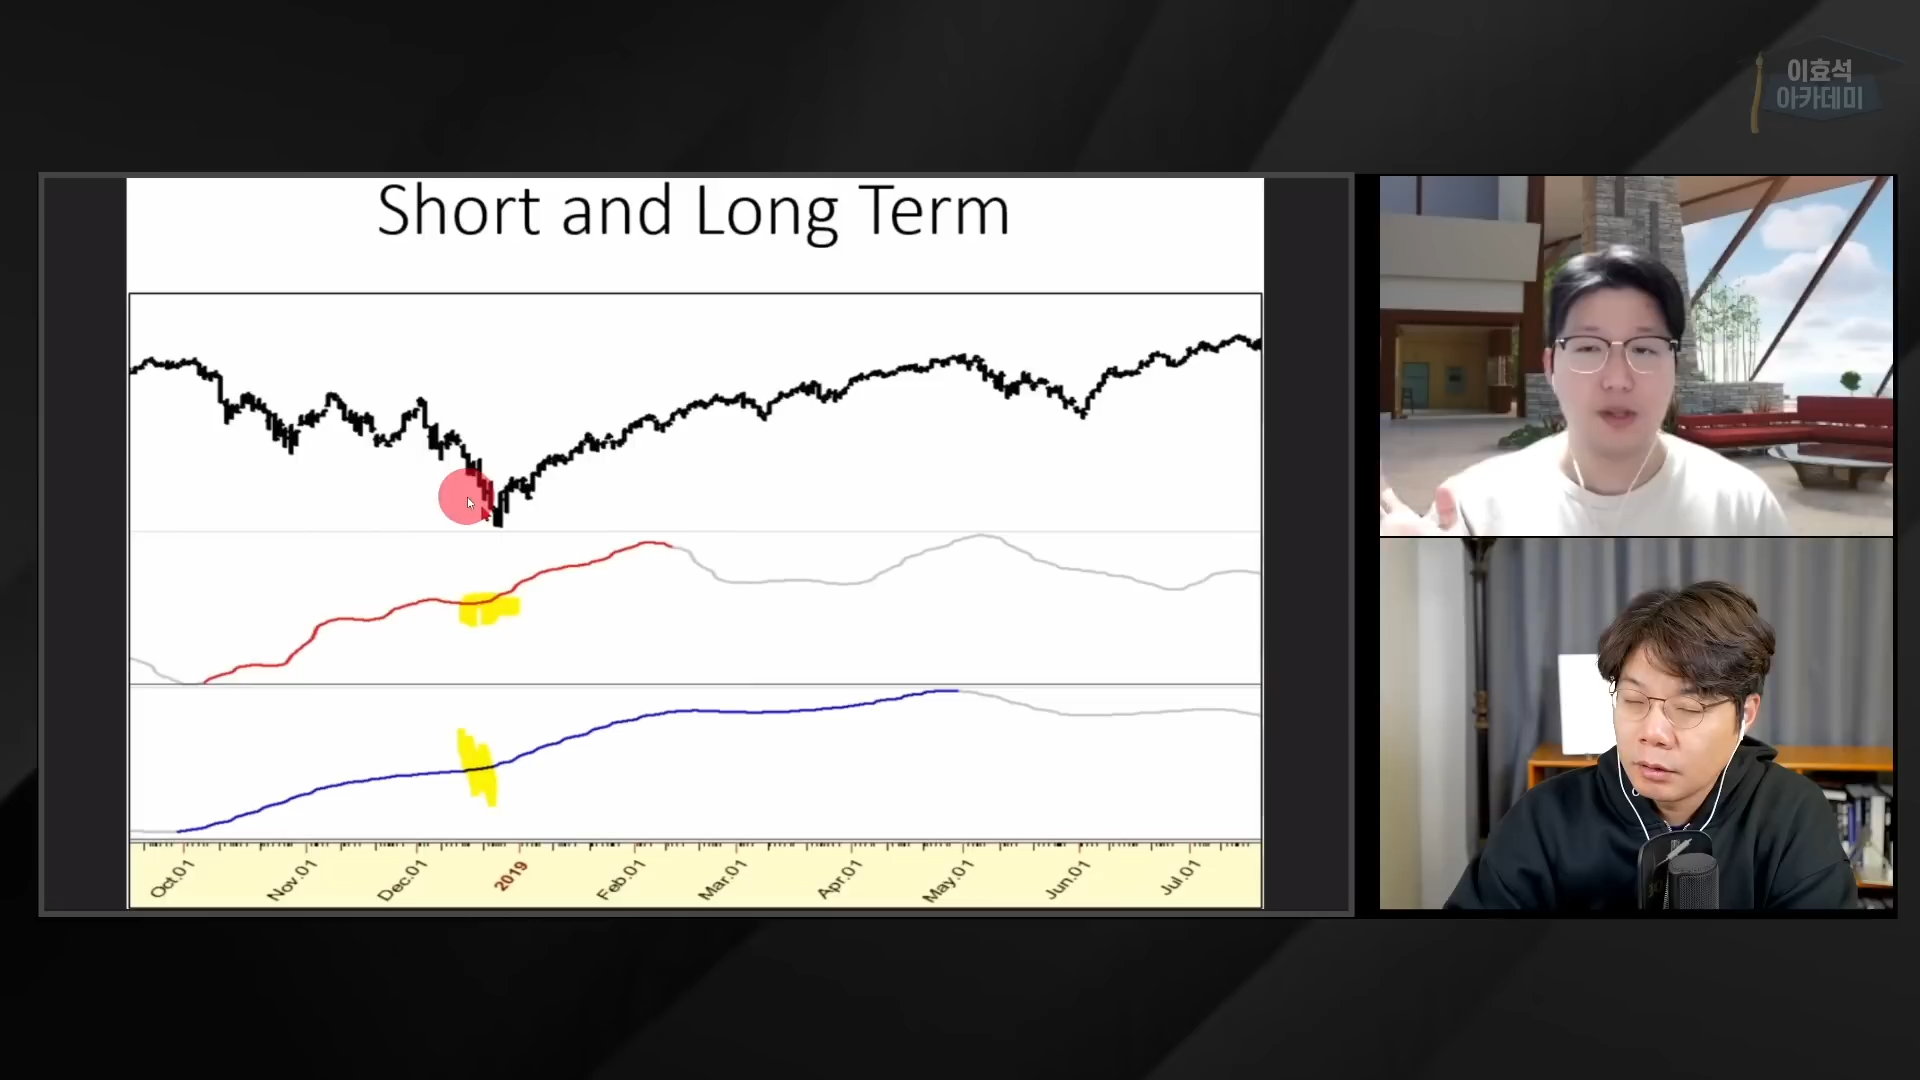 이효석
아카데미
Short and Long Term
Oct.01
Nov.01
Dec.01
2019
Feb.01
Mar.01
Apr.01
May.01
Jun.01
Jul.01